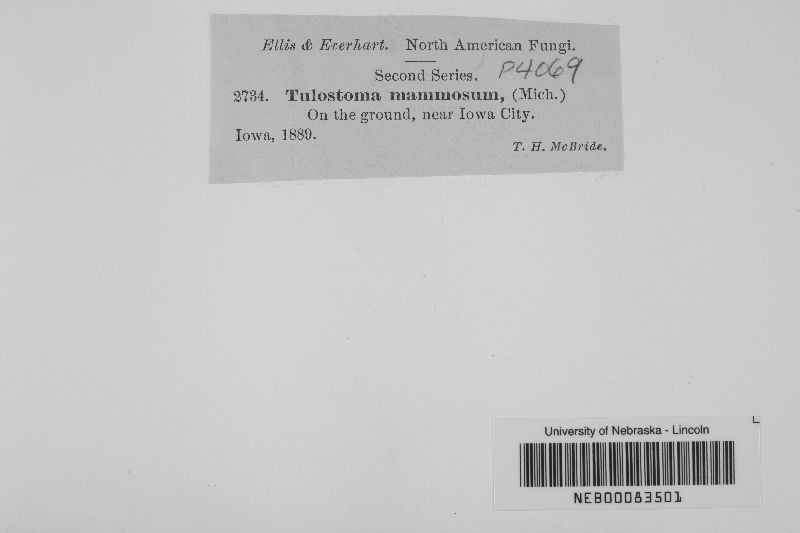 Ellis & Everhart. North American Fungi.
Second Series. P4069
2734. Tulostoma mammosum, (Mich.)
On the ground, near Iowa City.
Iowa, 1889.
T. H. McBride.
University of Nebraska - Lincoln
NEB00083501